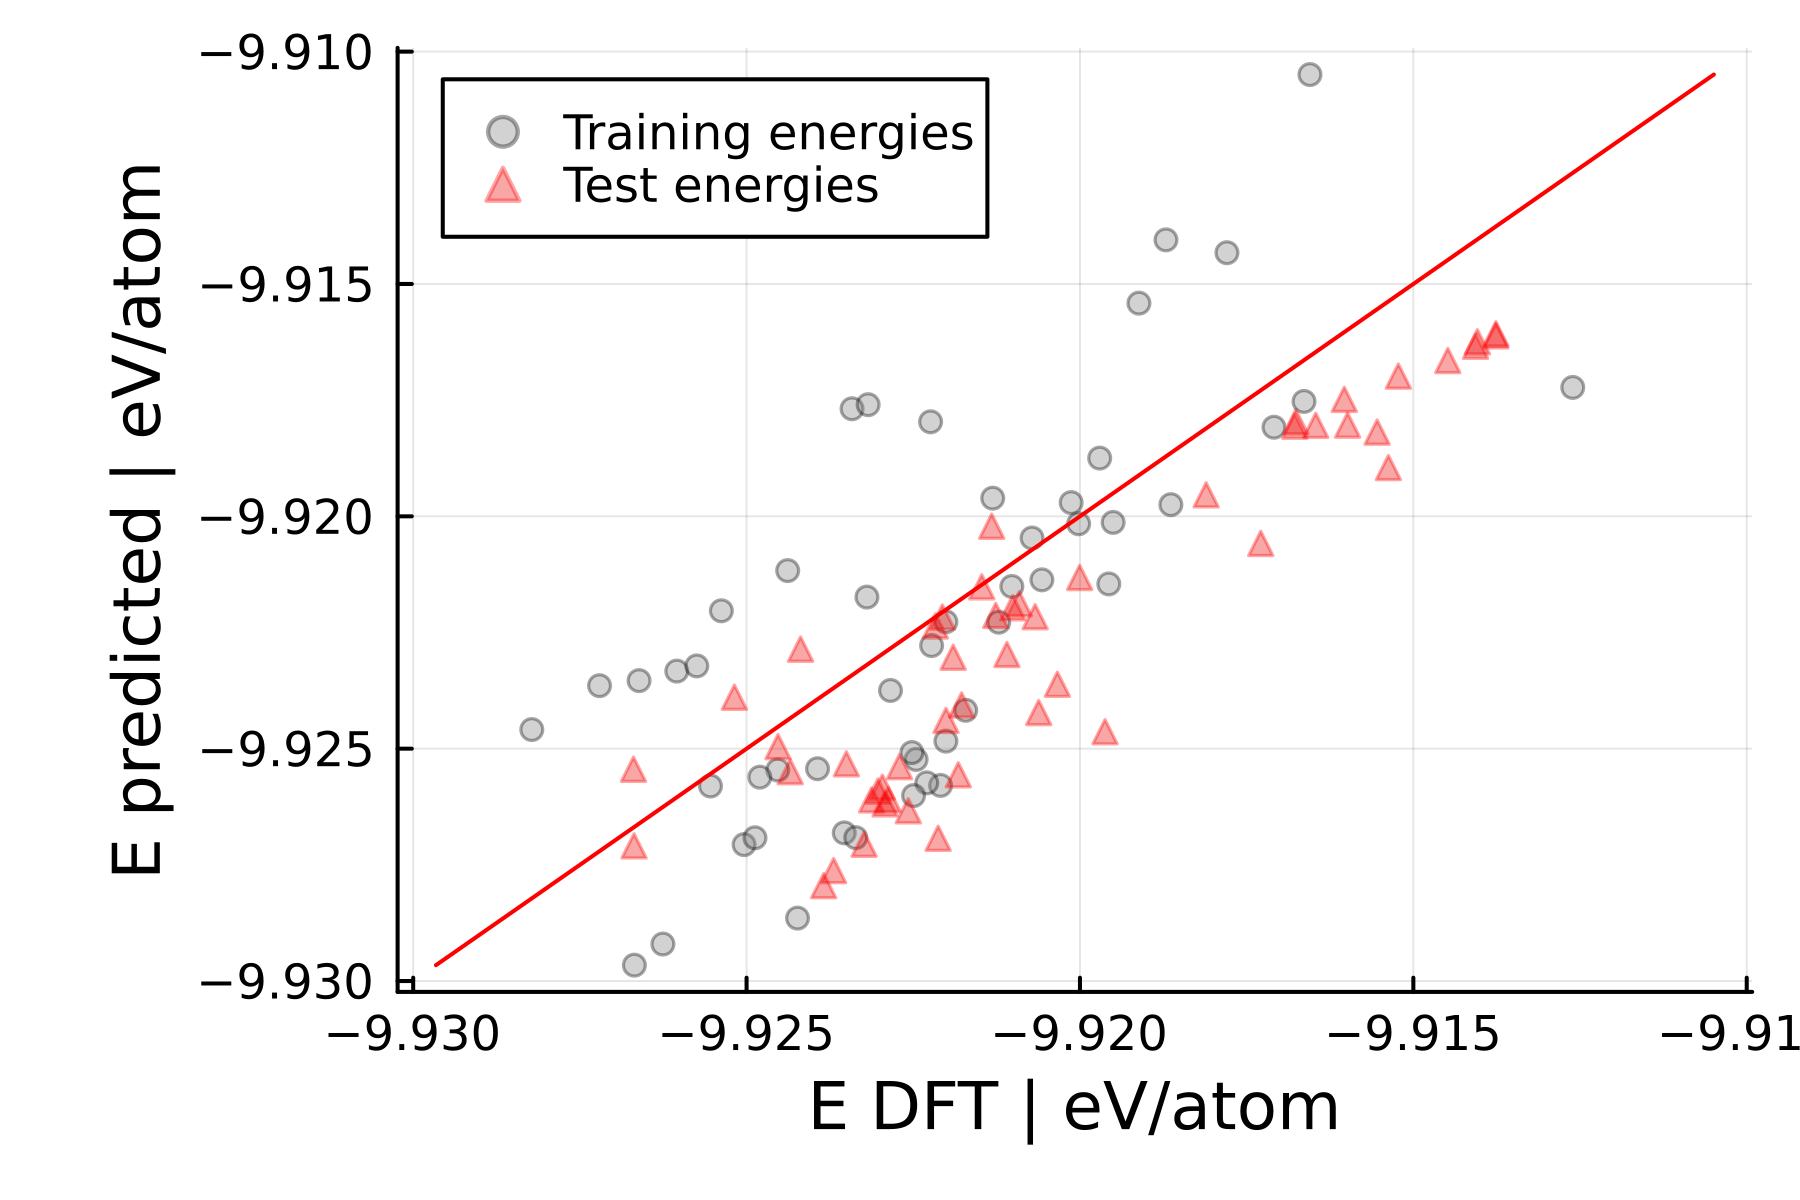 −9.910
Training energies
Test energies
−9.915
−9.920
−9.925
−9.930
E predicted | eV/atom
−9.930 −9.925 −9.920 −9.915 −9.91
E DFT | eV/atom